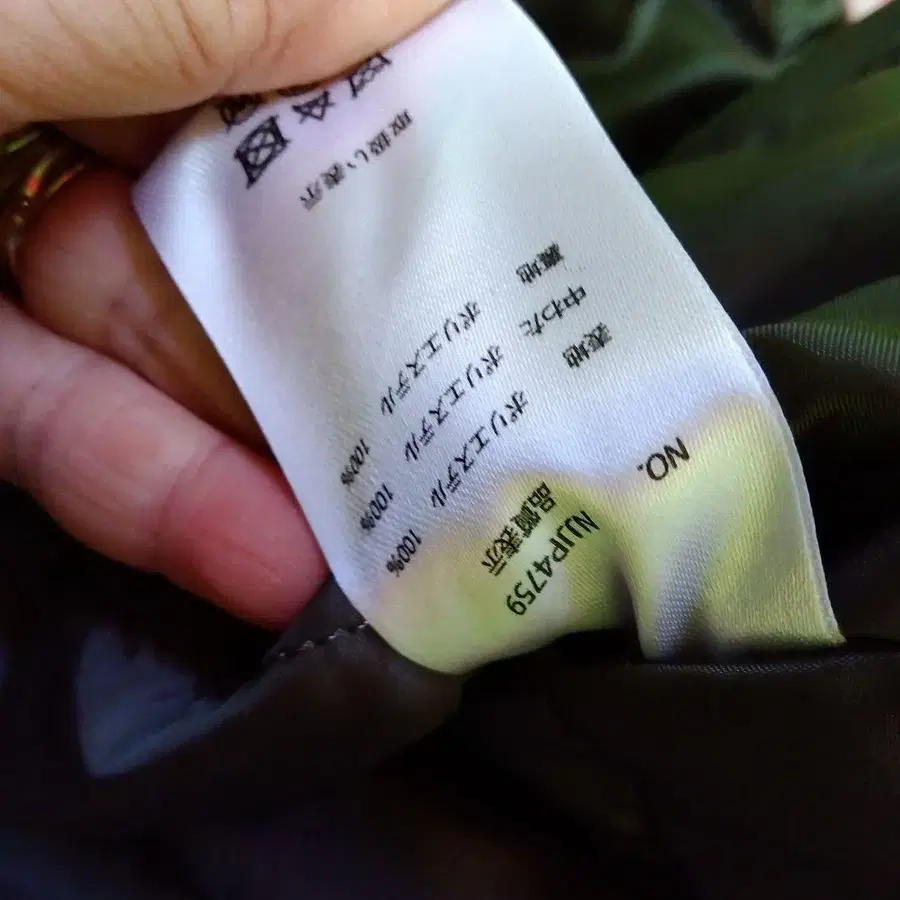 NO. NJJP4759
品質表示
表地 ポリエステル 100%
中わた ポリエステル 100%
裏地 ポリエステル 100%
取扱い表示